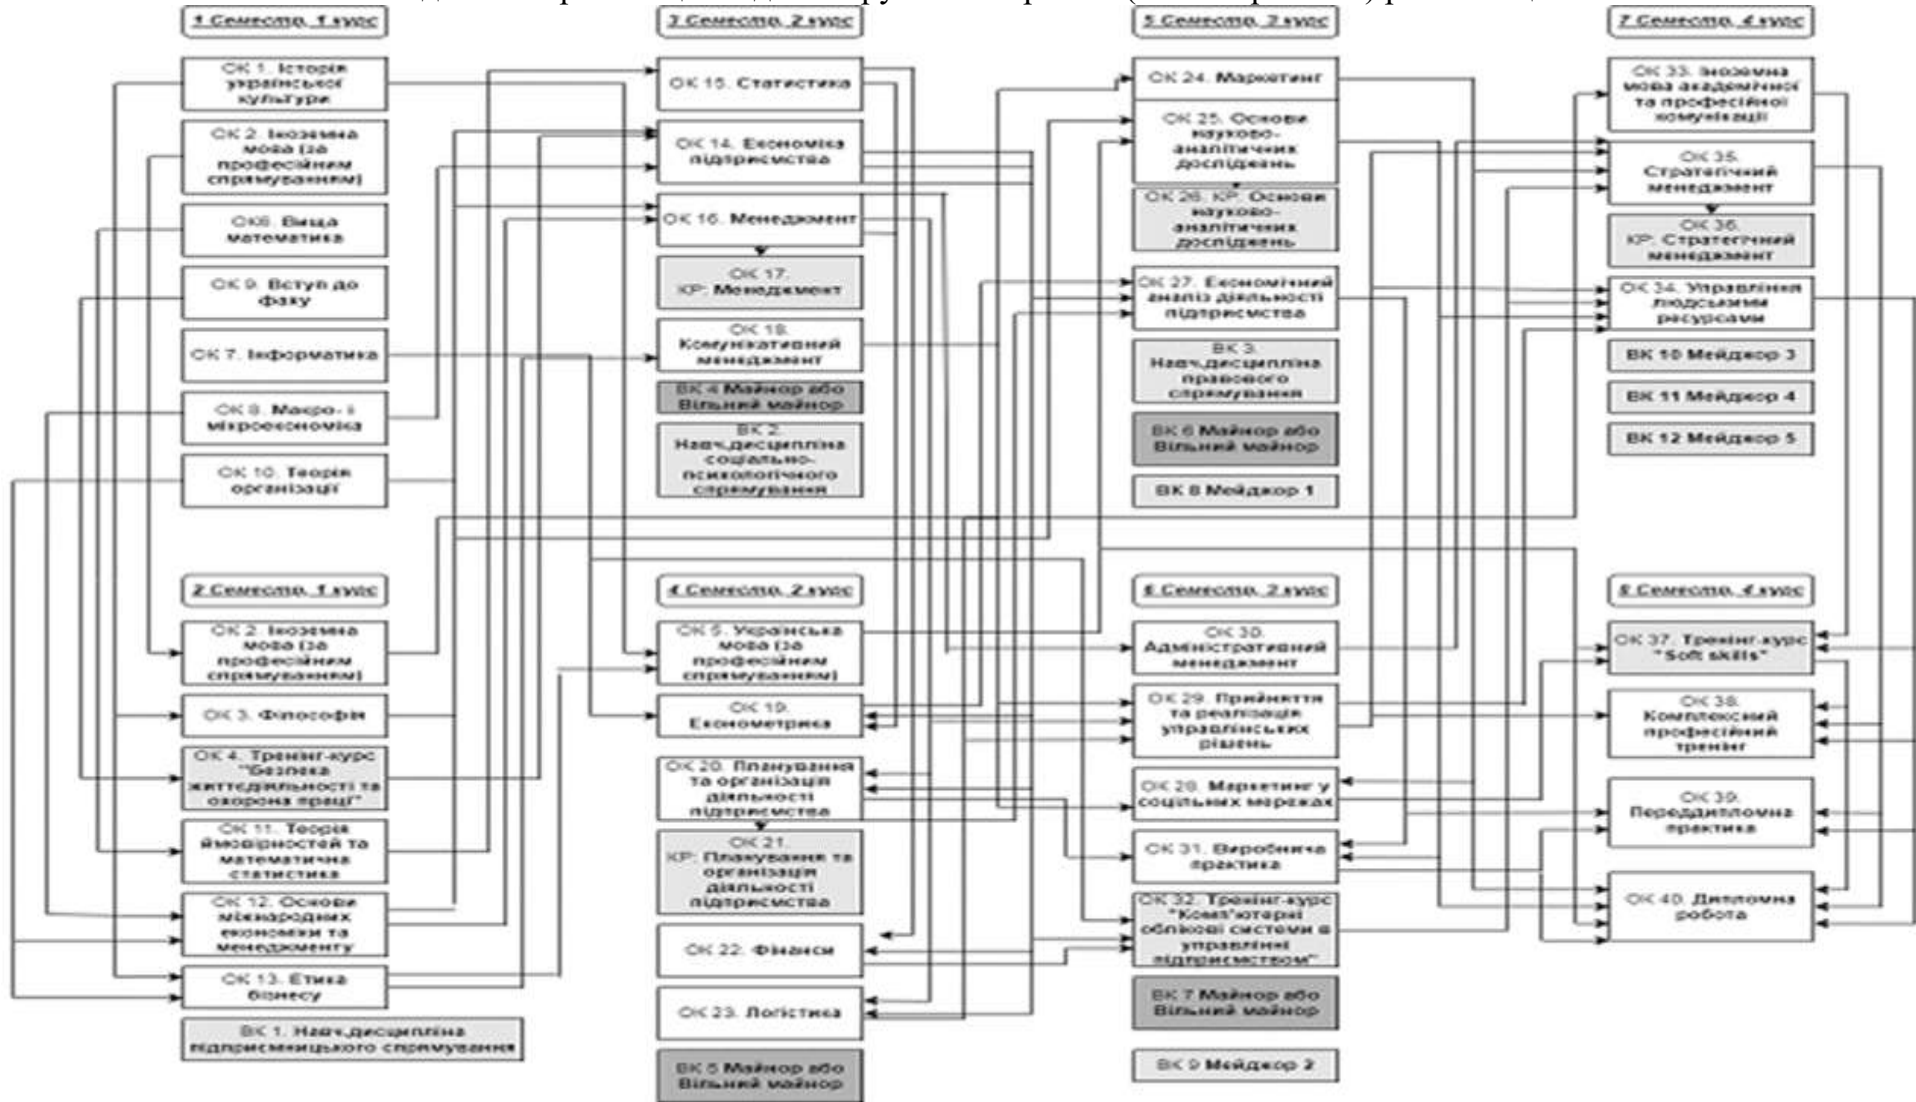 1 Семестр, 1 курс
ОК 1. Історія
української
культури
ОК 2. Іноземна
мова (за
професійним
спрямуванням)
ОК6. Вища
математика
ОК 9. Вступ до
фаху
ОК 7. Інформатика
ОК 8. Макро- і
мікроекономіка
ОК 10. Теорія
організації
2 Семестр, 1 курс
ОК 2. Іноземна
мова (за
професійним
спрямуванням)
ОК 3. Філософія
ОК 4. Тренінг-курс
"Безпека
життєдіяльності та
охорона праці"
ОК 11. Теорія
ймовірностей та
математична
статистика
ОК 12. Основи
міжнародних
економіки та
менеджменту
ОК 13. Етика
бізнесу
ВК 1. Навч.дисципліна
підприємницького спрямування
3 Семестр, 2 курс
ОК 15. Статистика
ОК 14. Економіка
підприємства
ОК 16. Менеджмент
ОК 17.
КР: Менеджмент
ОК 18.
Комунікативний
менеджмент
ВК 4 Майнор або
Вільний майнор
ВК 2.
Навч.дисципліна
соціально-
психологічного
спрямування
4 Семестр, 2 курс
ОК 5. Українська
мова (за
професійним
спрямуванням)
ОК 19.
Економетрика
ОК 20. Планування
та організація
діяльності
підприємства
ОК 21.
КР: Планування та
організація
діяльності
підприємства
ОК 22. Фінанси
ОК 23. Логістика
ВК 5 Майнор або
Вільний майнор
5 Семестр, 3 курс
ОК 24. Маркетинг
ОК 25. Основи
науково-
аналітичних
досліджень
ОК 26. КР: Основи
науково-
аналітичних
досліджень
ОК 27. Економічний
аналіз діяльності
підприємства
ВК 3.
Навч.дисципліна
правового
спрямування
ВК 6 Майнор або
Вільний майнор
ВК 8 Мейджор 1
6 Семестр, 3 курс
ОК 30.
Адміністративний
менеджмент
ОК 29. Прийняття
та реалізація
управлінських
рішень
ОК 28. Маркетинг у
соцільних мережах
ОК 31. Виробнича
практика
ОК 32. Тренінг-курс
"Комп'ютерні
облікові системи в
управлінні
підприємством"
ВК 7 Майнор або
Вільний майнор
ВК 9 Мейджор 2
7 Семестр, 4 курс
ОК 33. Іноземна
мова академічної
та професійної
комунікації
ОК 35.
Стратегічний
менеджмент
ОК 36.
КР: Стратегічний
менеджмент
ОК 34. Управління
людськими
ресурсами
ВК 10 Мейджор 3
ВК 11 Мейджор 4
ВК 12 Мейджор 5
8 Семестр, 4 курс
ОК 37. Тренінг-курс
"Soft skills"
ОК 38.
Комплексний
професійний
тренінг
ОК 39.
Переддипломна
практика
ОК 40. Дипломна
робота